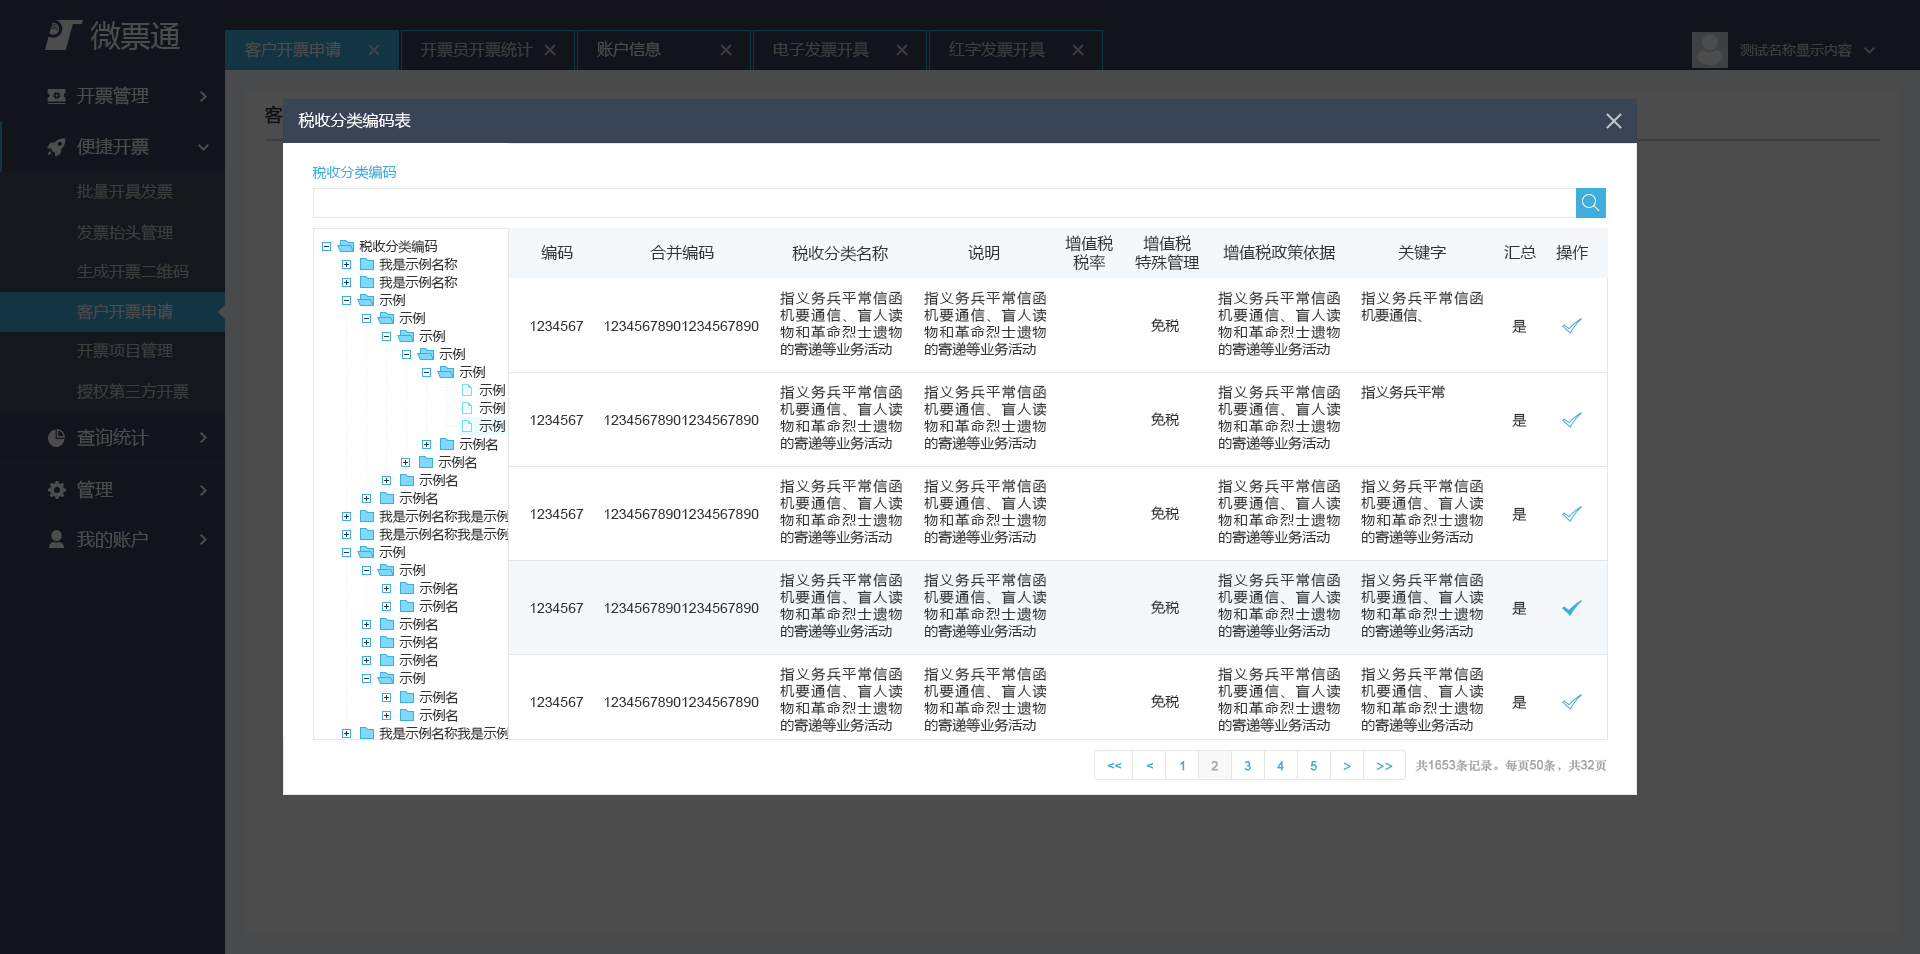 微票通
客户开票申请
开票员开票统计
账户信息
电子发票开具
红字发票开具
测试名称显示内容
开票管理
便捷开票
批量开具发票
发票抬头管理
生成开票二维码
客户开票申请
开票项目管理
授权第三方开票
查询统计
管理
我的账户
客
税收分类编码表
税收分类编码
税收分类编码
我是示例名称
我是示例名称
示例
示例
示例
示例
示例
示例
示例
示例
示例名
示例名
示例名
示例名
我是示例名称我是示例
我是示例名称我是示例
示例
示例
示例名
示例名
示例名
示例名
示例名
示例
示例名
示例名
我是示例名称我是示例
编码 合并编码 税收分类名称 说明 增值税 增值税 增值税政策依据 关键字 汇总 操作
税率 特殊管理
指义务兵平常信函 指义务兵平常信函 指义务兵平常信函 指义务兵平常信函
机要通信、盲人读 机要通信、盲人读 机要通信、盲人读 机要通信、
1234567 12345678901234567890 免税 是
物和革命烈士遗物 物和革命烈士遗物 物和革命烈士遗物
的寄递等业务活动 的寄递等业务活动 的寄递等业务活动
指义务兵平常信函 指义务兵平常信函 指义务兵平常信函 指义务兵平常
机要通信、盲人读 机要通信、盲人读 机要通信、盲人读
1234567 12345678901234567890 免税 是
物和革命烈士遗物 物和革命烈士遗物 物和革命烈士遗物
的寄递等业务活动 的寄递等业务活动 的寄递等业务活动
指义务兵平常信函 指义务兵平常信函 指义务兵平常信函 指义务兵平常信函
机要通信、盲人读 机要通信、盲人读 机要通信、盲人读 机要通信、盲人读
1234567 12345678901234567890 免税 是
物和革命烈士遗物 物和革命烈士遗物 物和革命烈士遗物 物和革命烈士遗物
的寄递等业务活动 的寄递等业务活动 的寄递等业务活动 的寄递等业务活动
指义务兵平常信函 指义务兵平常信函 指义务兵平常信函 指义务兵平常信函
机要通信、盲人读 机要通信、盲人读 机要通信、盲人读 机要通信、盲人读
1234567 12345678901234567890 免税 是
物和革命烈士遗物 物和革命烈士遗物 物和革命烈士遗物 物和革命烈士遗物
的寄递等业务活动 的寄递等业务活动 的寄递等业务活动 的寄递等业务活动
指义务兵平常信函 指义务兵平常信函 指义务兵平常信函 指义务兵平常信函
机要通信、盲人读 机要通信、盲人读 机要通信、盲人读 机要通信、盲人读
1234567 12345678901234567890 免税 是
物和革命烈士遗物 物和革命烈士遗物 物和革命烈士遗物 物和革命烈士遗物
的寄递等业务活动 的寄递等业务活动 的寄递等业务活动 的寄递等业务活动
<< < 1 2 3 4 5 > >> 共1653条记录。每页50条，共32页